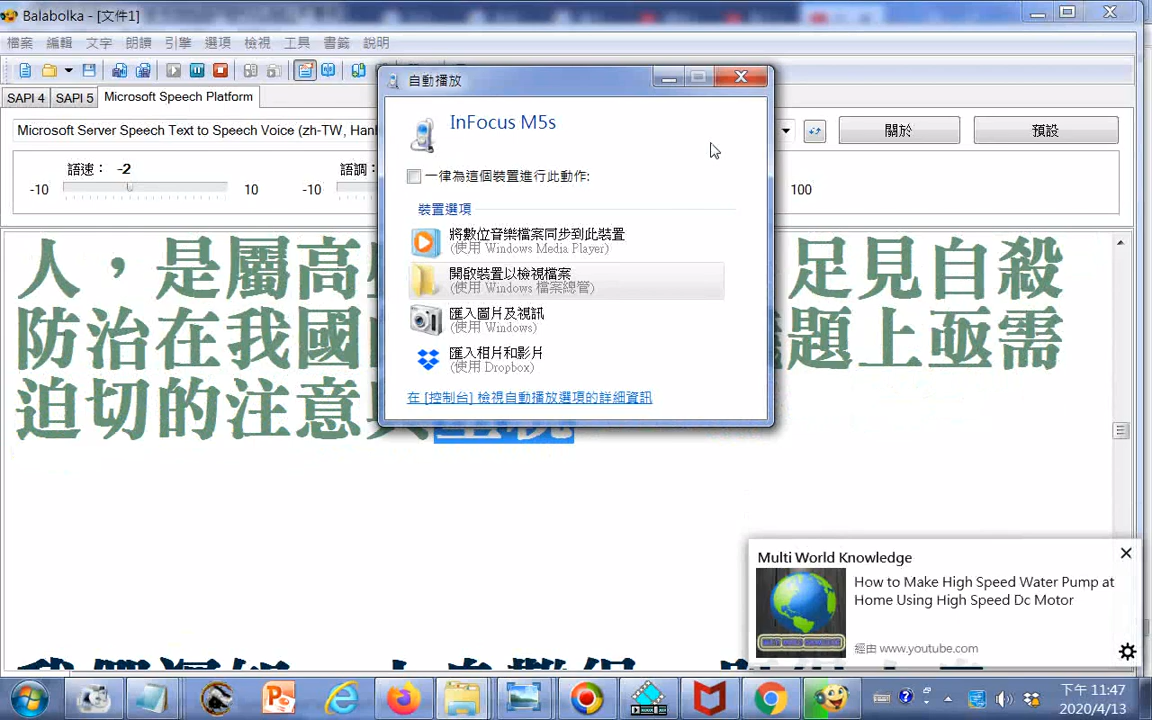 Balabolka - [文件1]
檔案 編輯 文字 朗讀 引擎 選項 檢視 工具 書籤 說明
SAPI 4 SAPI 5 Microsoft Speech Platform
Microsoft Server Speech Text to Speech Voice (zh-TW,
關於 預設
語速： -2 語調：
-10 10 -10 100
自動播放
InFocus M5s
一律為這個裝置進行此動作:
裝置選項
將數位音樂檔案同步到此裝置
(使用 Windows Media Player)
開啟裝置以檢視檔案
(使用 Windows 檔案總管)
匯入圖片及視訊
(使用 Windows)
匯入相片和影片
(使用 Dropbox)
在 [控制台] 檢視自動播放選項的詳細資訊
人，是屬高 足見自殺
防治在我國 議題上亟需
迫切的注意與重視
Multi World Knowledge
How to Make High Speed Water Pump at
Home Using High Speed Dc Motor
經由 www.youtube.com
下午 11:47
2020/4/13